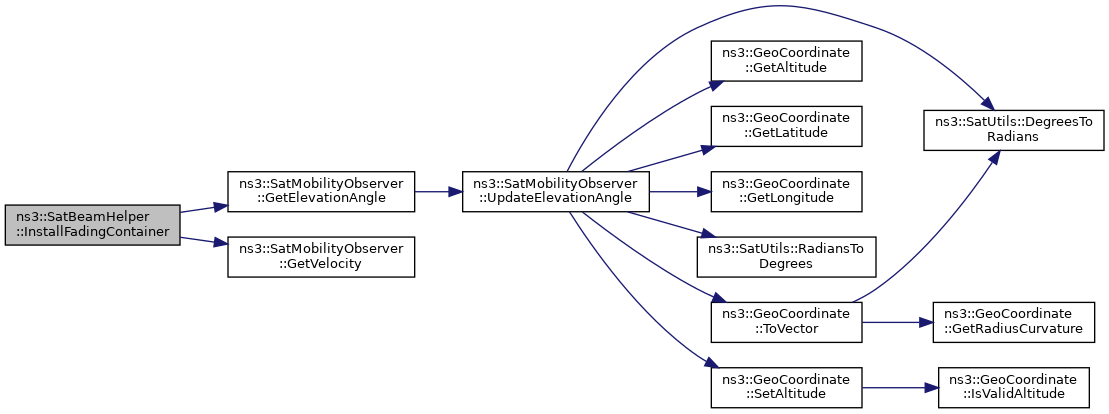 ns3::SatBeamHelper
::InstallFadingContainer
ns3::SatMobilityObserver
::GetElevationAngle
ns3::SatMobilityObserver
::GetVelocity
ns3::SatMobilityObserver
::UpdateElevationAngle
ns3::GeoCoordinate
::GetAltitude
ns3::GeoCoordinate
::GetLatitude
ns3::GeoCoordinate
::GetLongitude
ns3::SatUtils::RadiansTo
Degrees
ns3::GeoCoordinate
::ToVector
ns3::GeoCoordinate
::SetAltitude
ns3::SatUtils::DegreesTo
Radians
ns3::GeoCoordinate
::GetRadiusCurvature
ns3::GeoCoordinate
::IsValidAltitude